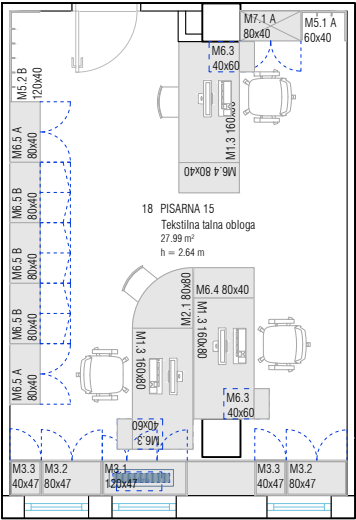 M7.1 A
80x40
M5.1 A
60x40
M6.3
40x60
M5.2 B
120x40
M1.3 160x80
M6.4 80x40
M6.5 A
80x40
M6.5 B
80x40
M6.5 B
80x40
M6.5 B
80x40
M6.5 A
80x40
18 PISARNA 15
Tekstilna talna obloga
27.99 m²
h = 2.64 m
M2.1 80x80
M6.4 80x40
M1.3 160x80
M1.3 160x80
M6.3
40x60
M6.3
40x60
M3.3
40x47
M3.2
80x47
M3.1
120x47
M3.3
40x47
M3.2
80x47